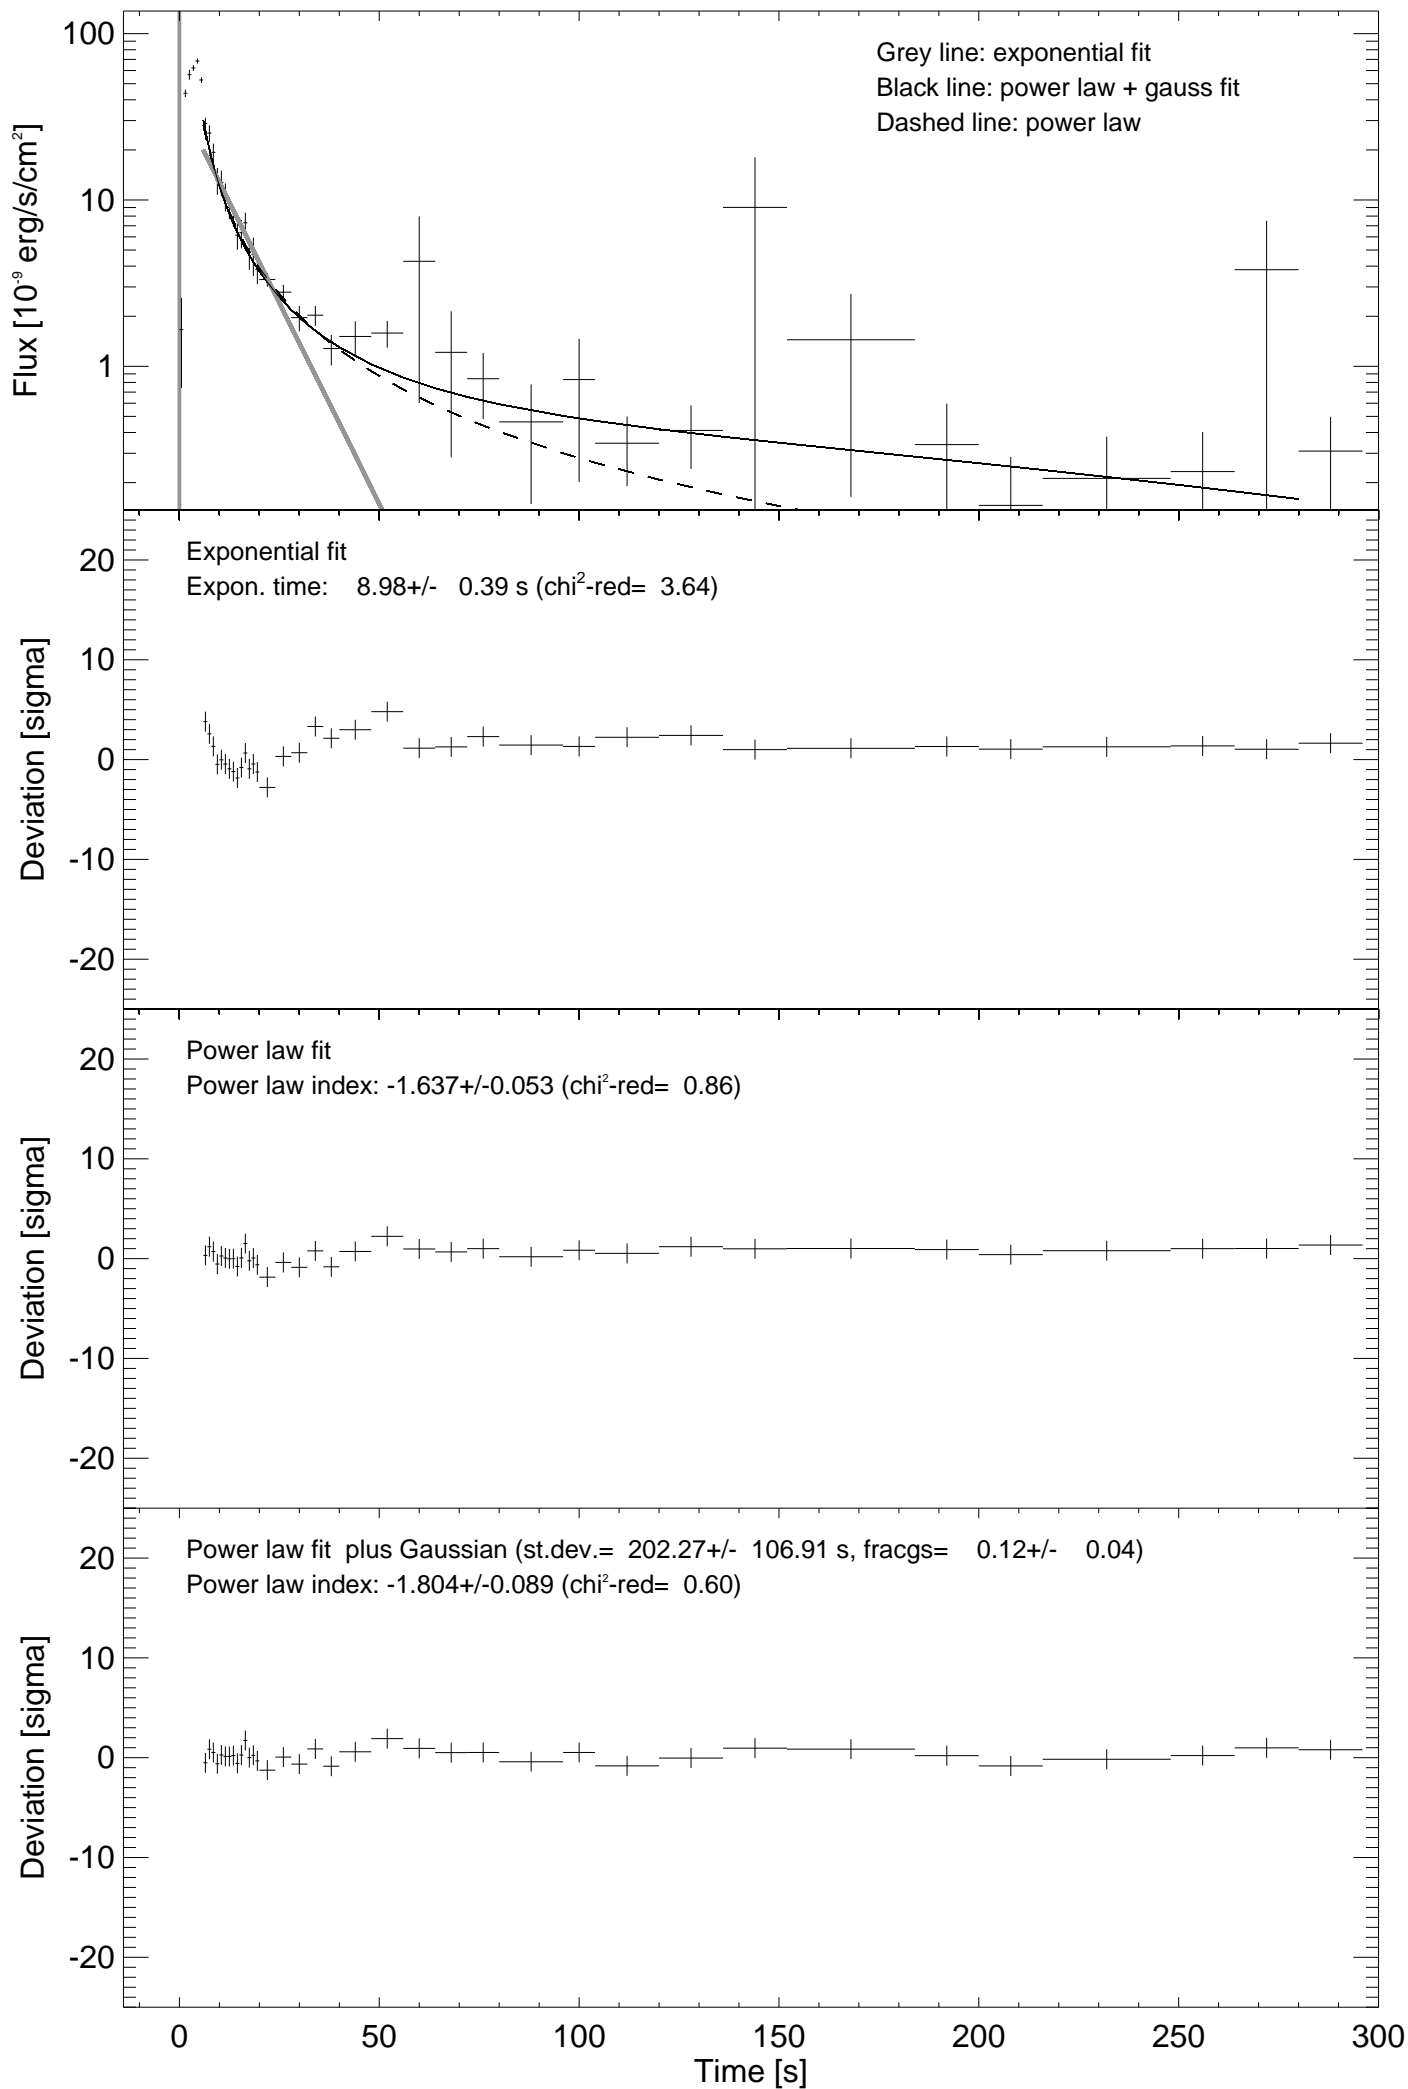 Grey line: exponential fit
Black line: power law + gauss fit
Dashed line: power law
100
10
1
Flux [10⁻⁹ erg/s/cm²]
Exponential fit
Expon. time: 8.98+/- 0.39 s (chi²-red= 3.64)
20
10
0
-10
-20
Deviation [sigma]
Power law fit
Power law index: -1.637+/-0.053 (chi²-red= 0.86)
20
10
0
-10
-20
Deviation [sigma]
Power law fit plus Gaussian (st.dev.= 202.27+/- 106.91 s, fracgs= 0.12+/- 0.04)
Power law index: -1.804+/-0.089 (chi²-red= 0.60)
20
10
0
-10
-20
Deviation [sigma]
0 50 100 150 200 250 300
Time [s]